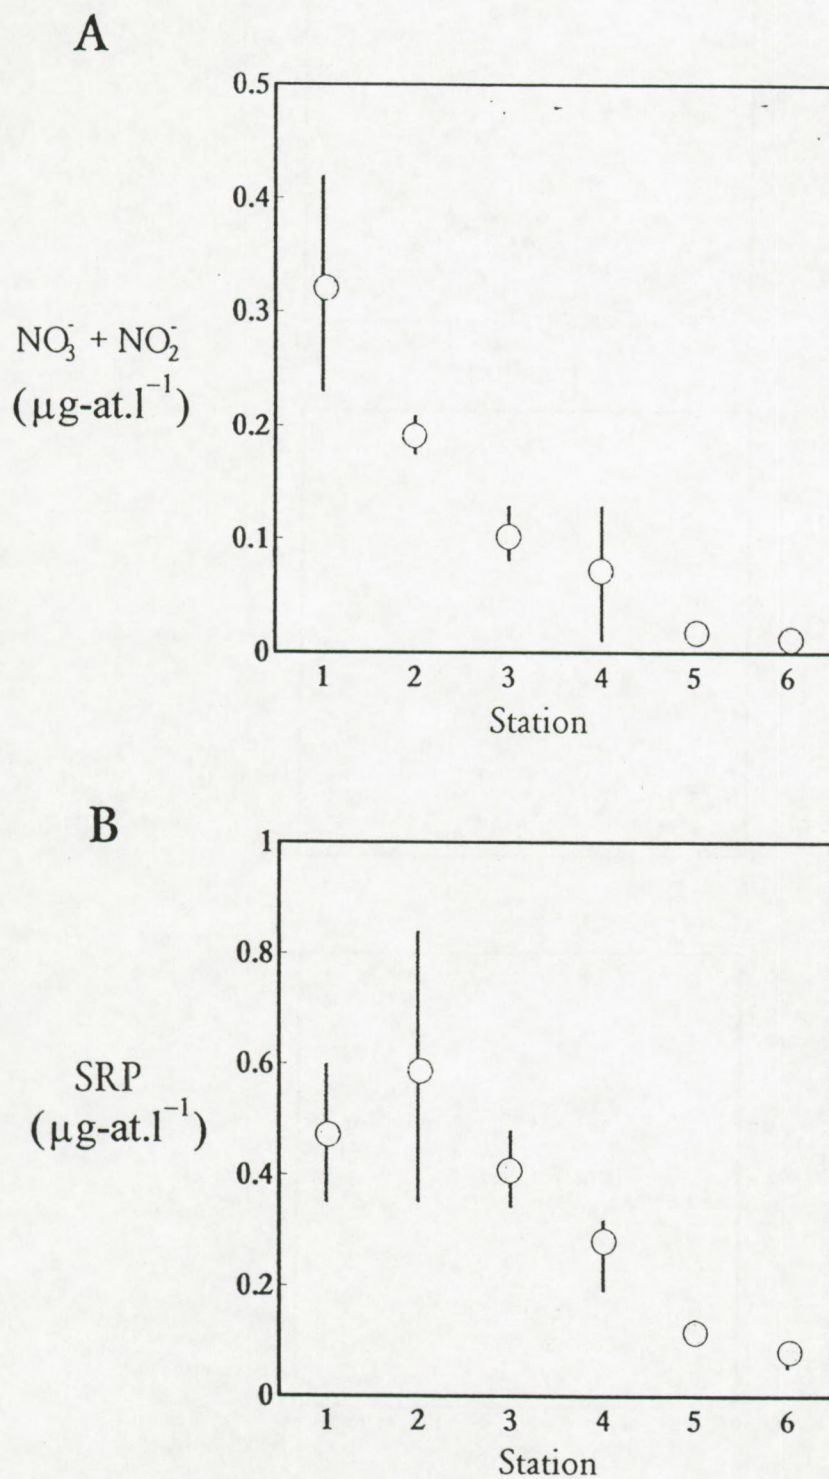 A
0.5
0.4
0.3
0.2
0.1
0
NO₃⁻ + NO₂⁻
(µg-at.l⁻¹)
1 2 3 4 5 6
Station
B
1
0.8
0.6
0.4
0.2
0
SRP
(µg-at.l⁻¹)
1 2 3 4 5 6
Station